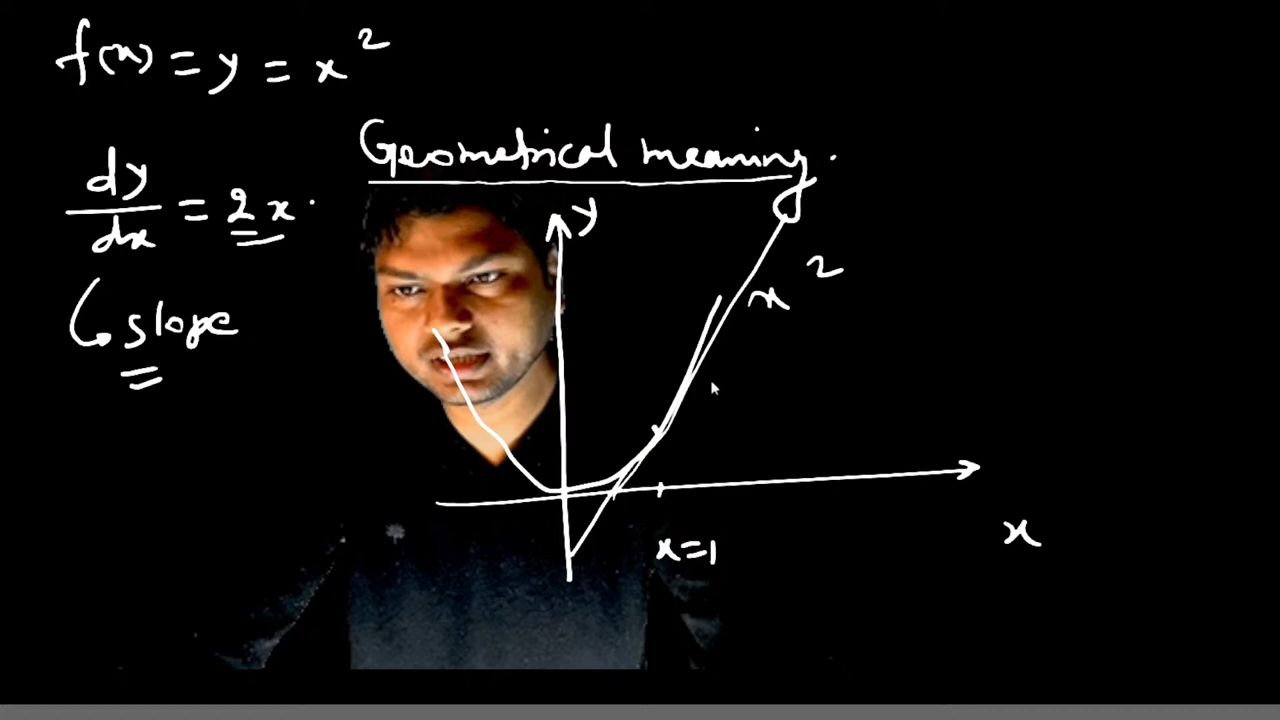 f(x) = y = x²
Geometrical meaning.
dy/dx = 2x.
↳ slope
y
x²
x=1
x